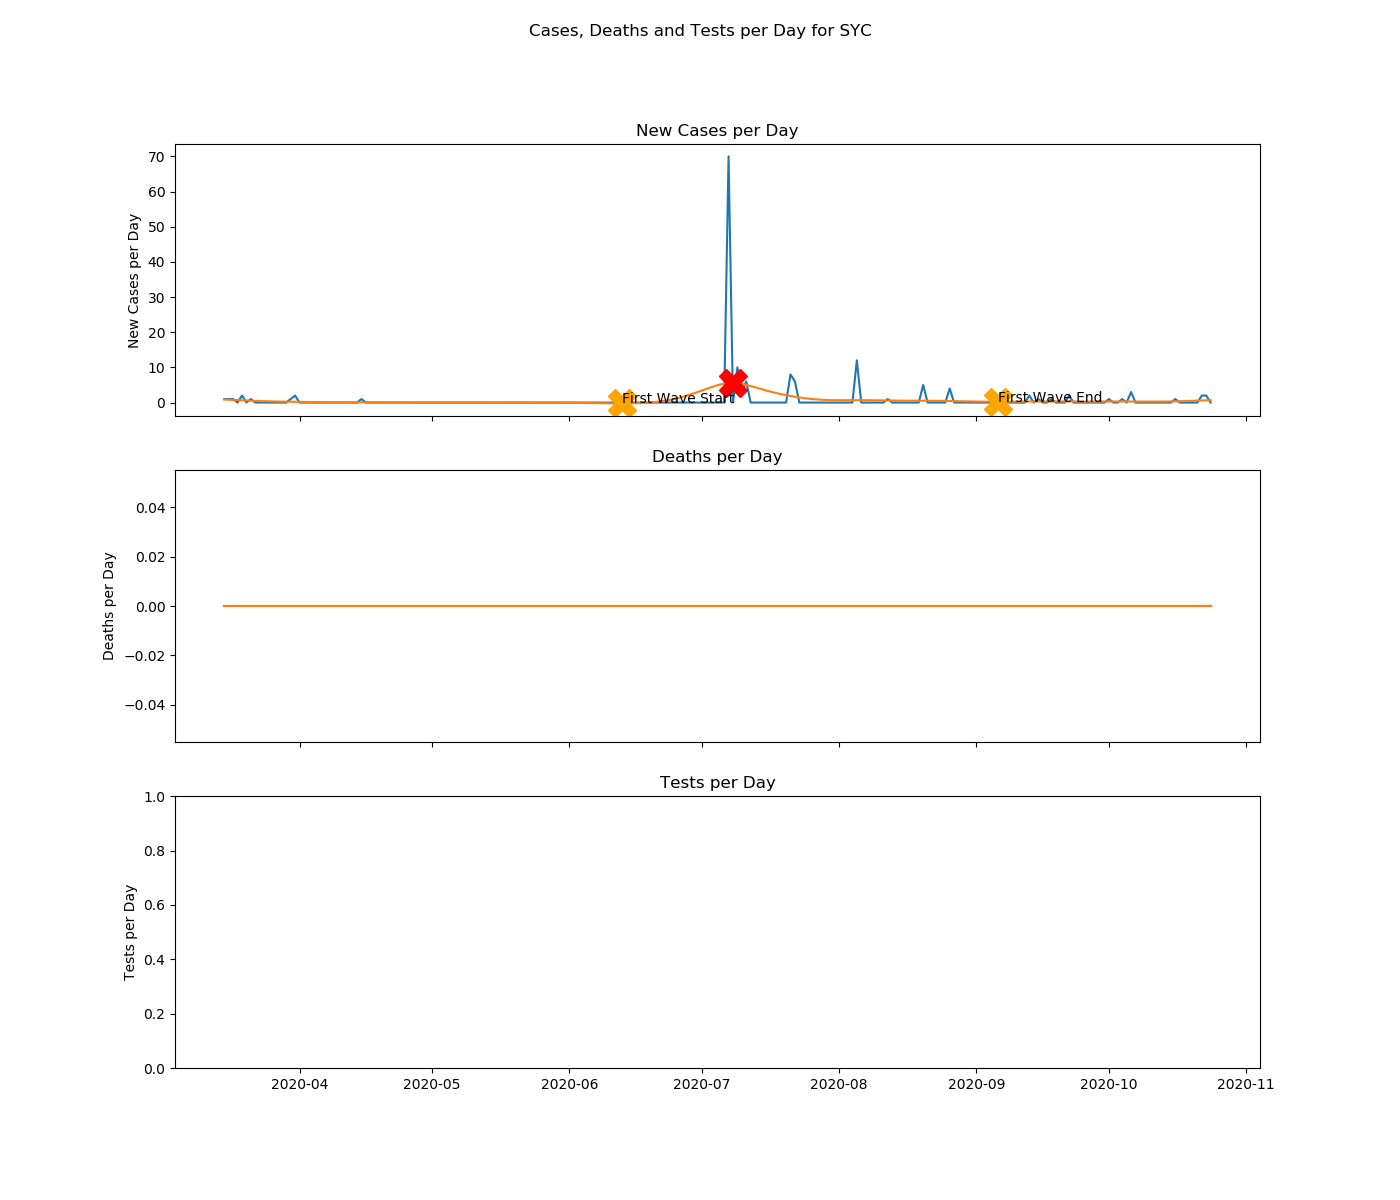 Cases, Deaths and Tests per Day for SYC
New Cases per Day
New Cases per Day
70
60
50
40
30
20
10
0
First Wave Start
First Wave End
Deaths per Day
Deaths per Day
0.04
0.02
0.00
−0.02
−0.04
Tests per Day
Tests per Day
1.0
0.8
0.6
0.4
0.2
0.0
2020-04 2020-05 2020-06 2020-07 2020-08 2020-09 2020-10 2020-11